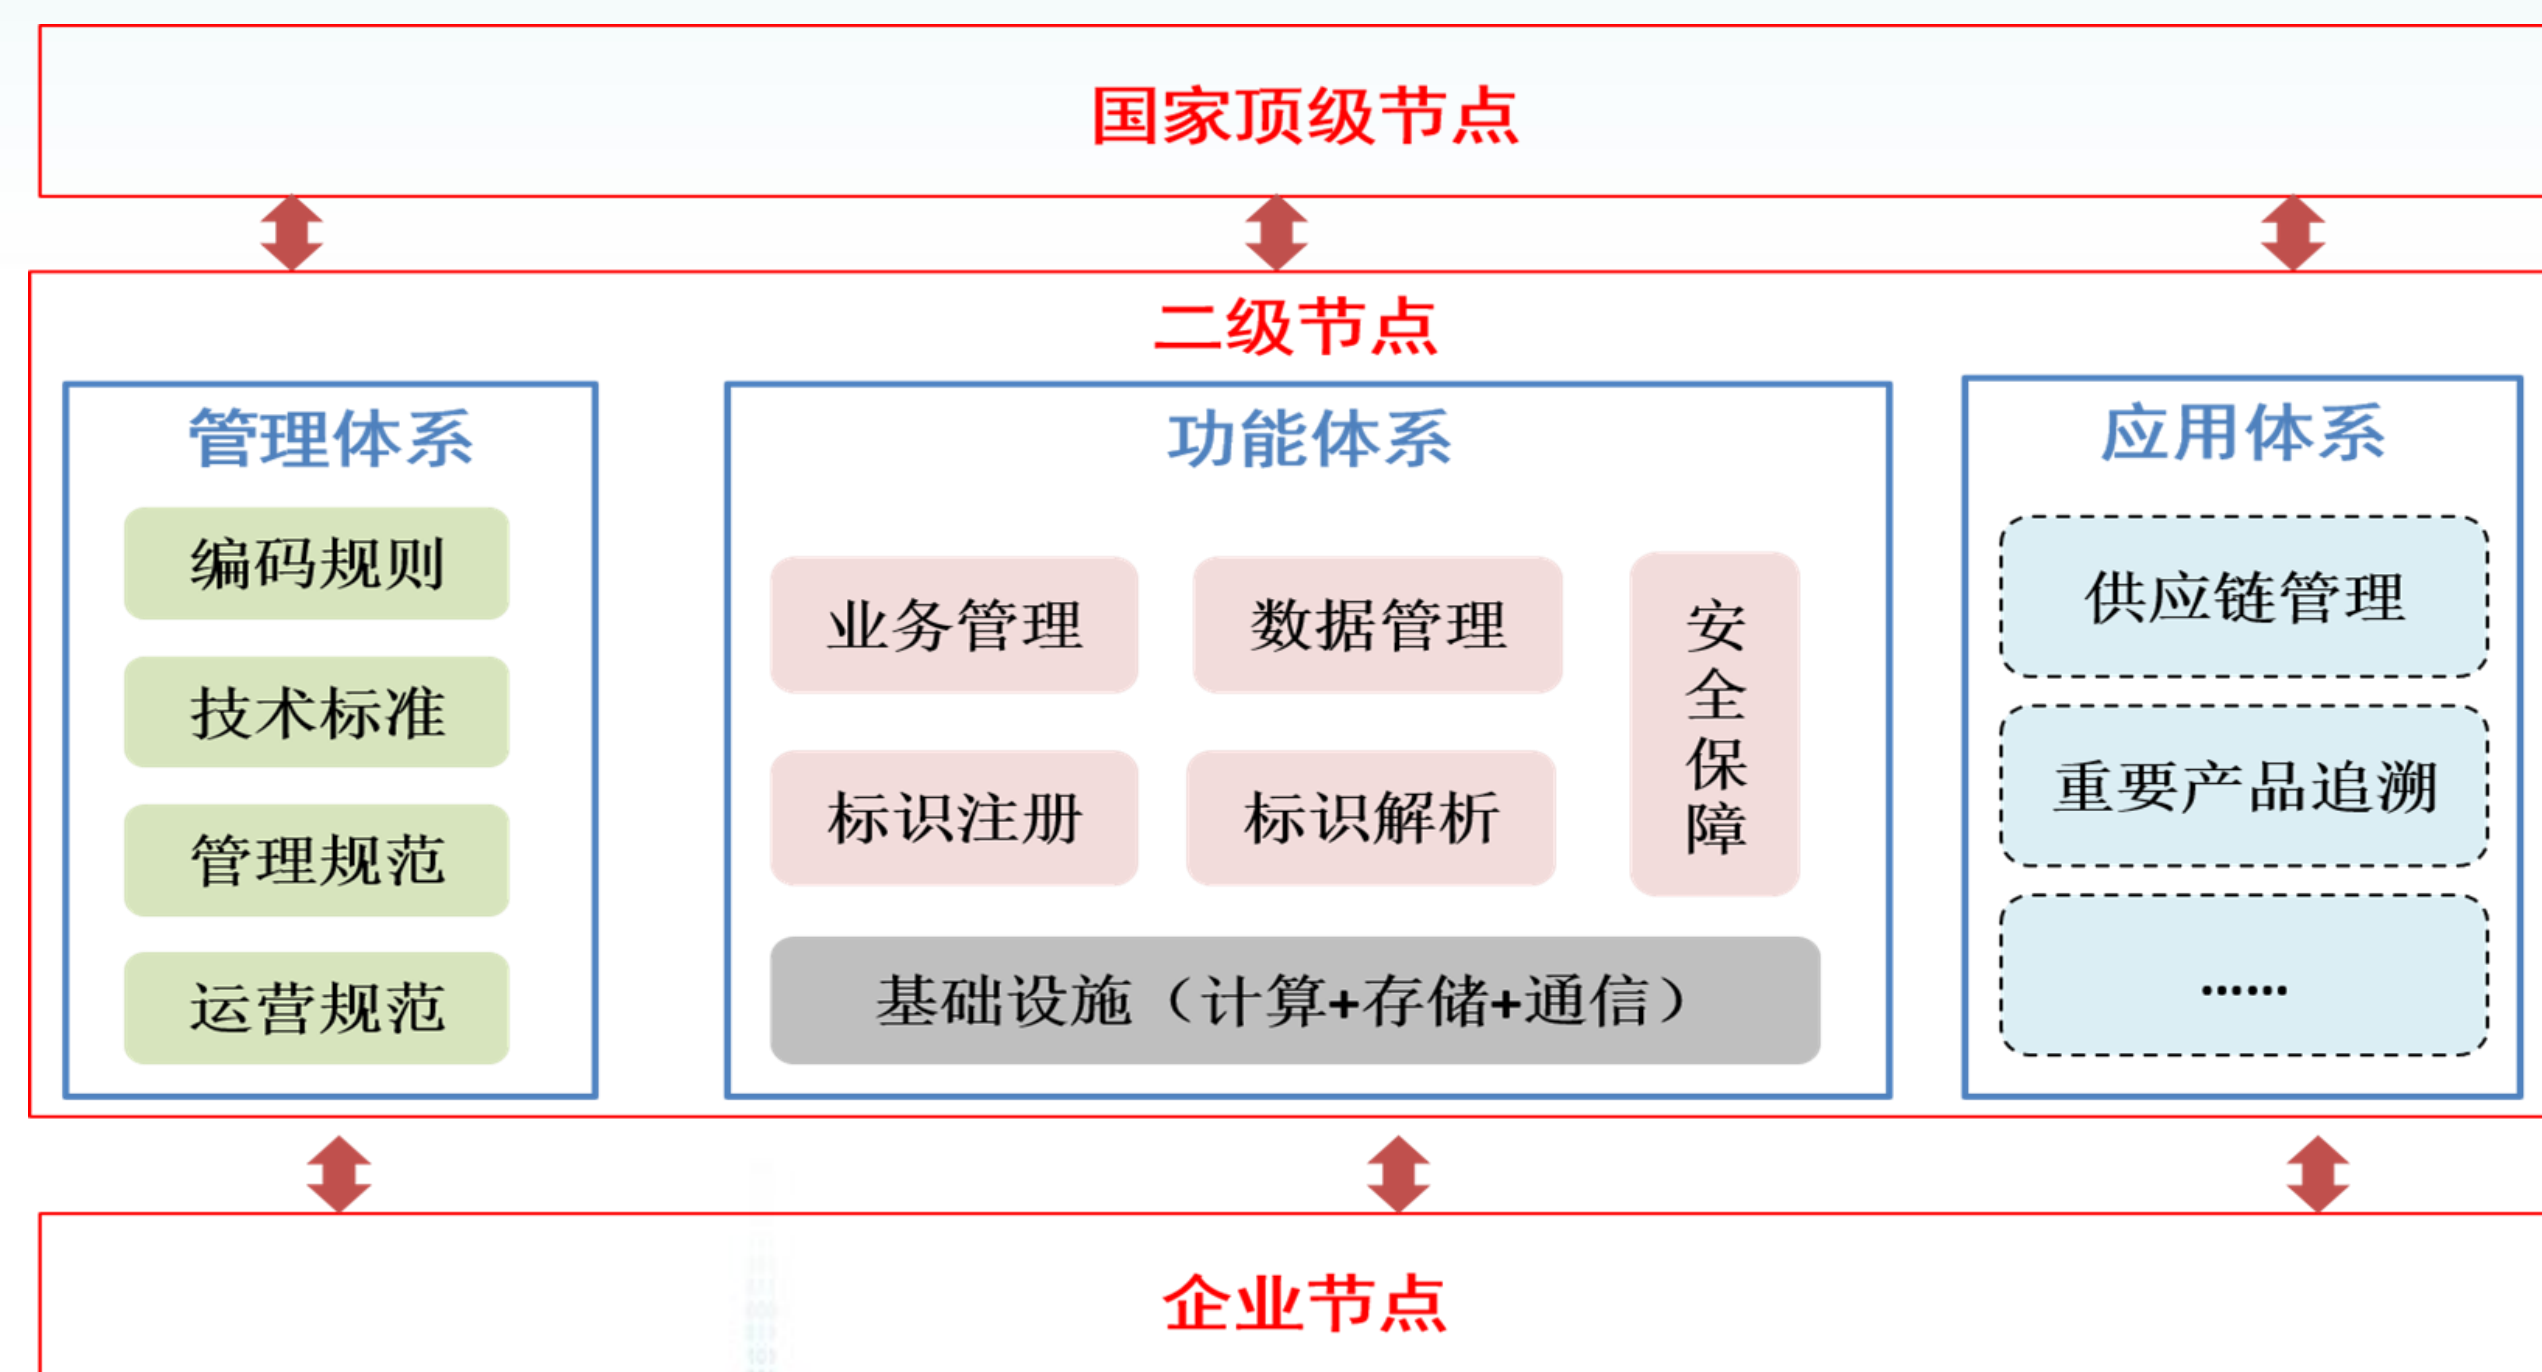 国家顶级节点
二级节点
管理体系
编码规则
技术标准
管理规范
运营规范
功能体系
业务管理
数据管理
标识注册
标识解析
安
全
保
障
基础设施（计算+存储+通信）
应用体系
供应链管理
重要产品追溯
……
企业节点